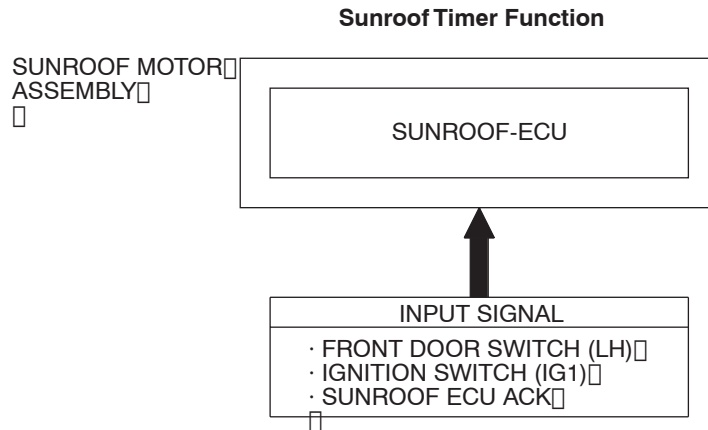 Sunroof Timer Function
SUNROOF MOTOR
ASSEMBLY
SUNROOF-ECU
INPUT SIGNAL
· FRONT DOOR SWITCH (LH)
· IGNITION SWITCH (IG1)
· SUNROOF ECU ACK